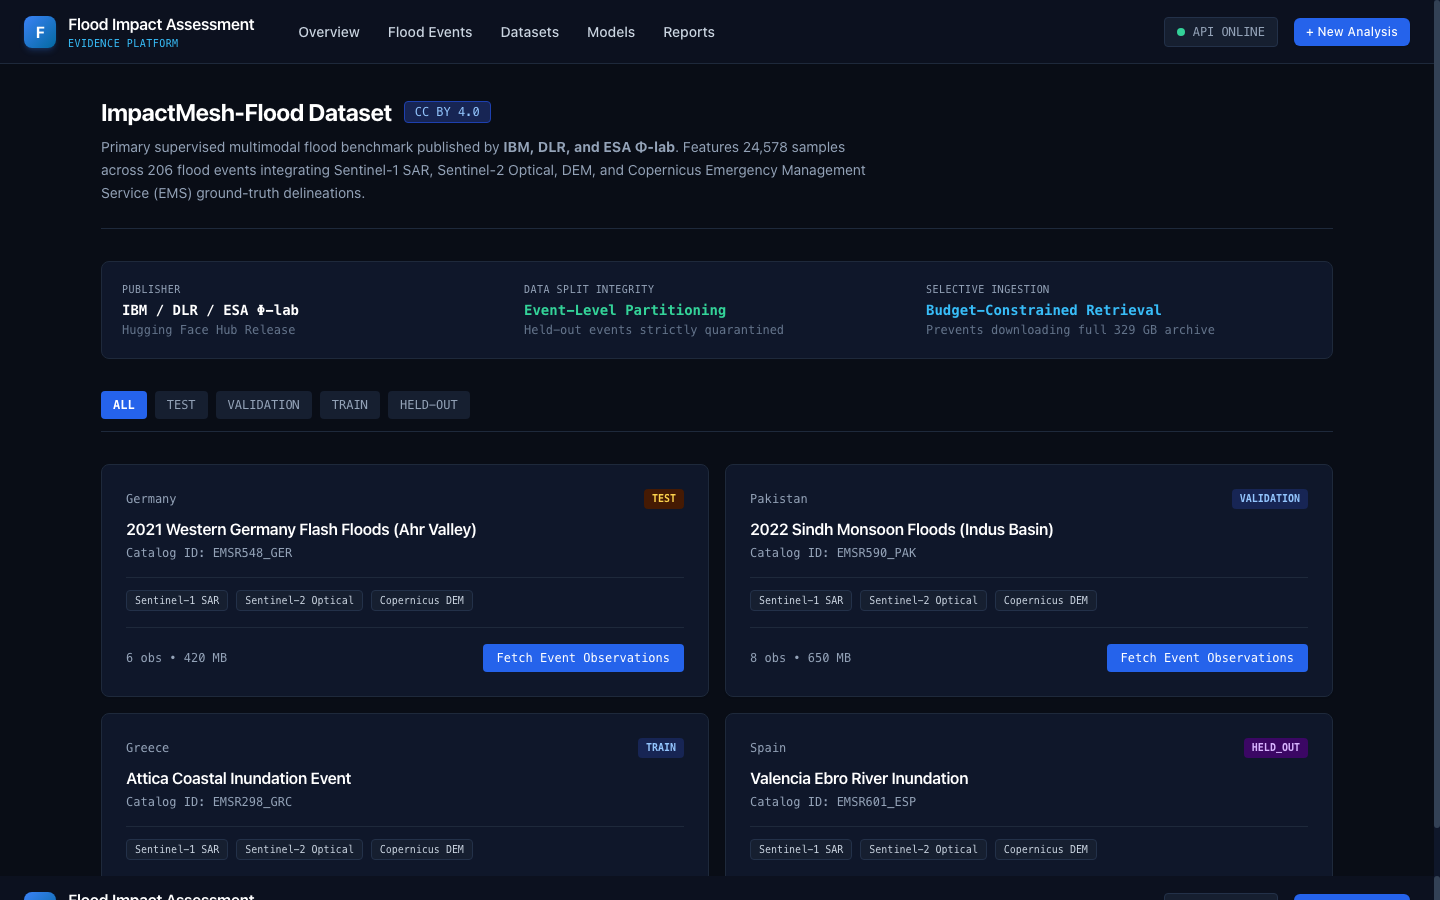 F
Flood Impact Assessment
EVIDENCE PLATFORM
Overview
Flood Events
Datasets
Models
Reports
API ONLINE
+ New Analysis
ImpactMesh-Flood Dataset
CC BY 4.0
Primary supervised multimodal flood benchmark published by IBM, DLR, and ESA Φ-lab. Features 24,578 samples
across 206 flood events integrating Sentinel-1 SAR, Sentinel-2 Optical, DEM, and Copernicus Emergency Management
Service (EMS) ground-truth delineations.
PUBLISHER
IBM / DLR / ESA Φ-lab
Hugging Face Hub Release
DATA SPLIT INTEGRITY
Event-Level Partitioning
Held-out events strictly quarantined
SELECTIVE INGESTION
Budget-Constrained Retrieval
Prevents downloading full 329 GB archive
ALL
TEST
VALIDATION
TRAIN
HELD-OUT
Germany
TEST
2021 Western Germany Flash Floods (Ahr Valley)
Catalog ID: EMSR548_GER
Sentinel-1 SAR
Sentinel-2 Optical
Copernicus DEM
6 obs • 420 MB
Fetch Event Observations
Pakistan
VALIDATION
2022 Sindh Monsoon Floods (Indus Basin)
Catalog ID: EMSR590_PAK
Sentinel-1 SAR
Sentinel-2 Optical
Copernicus DEM
8 obs • 650 MB
Fetch Event Observations
Greece
TRAIN
Attica Coastal Inundation Event
Catalog ID: EMSR298_GRC
Sentinel-1 SAR
Sentinel-2 Optical
Copernicus DEM
Spain
HELD_OUT
Valencia Ebro River Inundation
Catalog ID: EMSR601_ESP
Sentinel-1 SAR
Sentinel-2 Optical
Copernicus DEM
Flood Impact Assessment